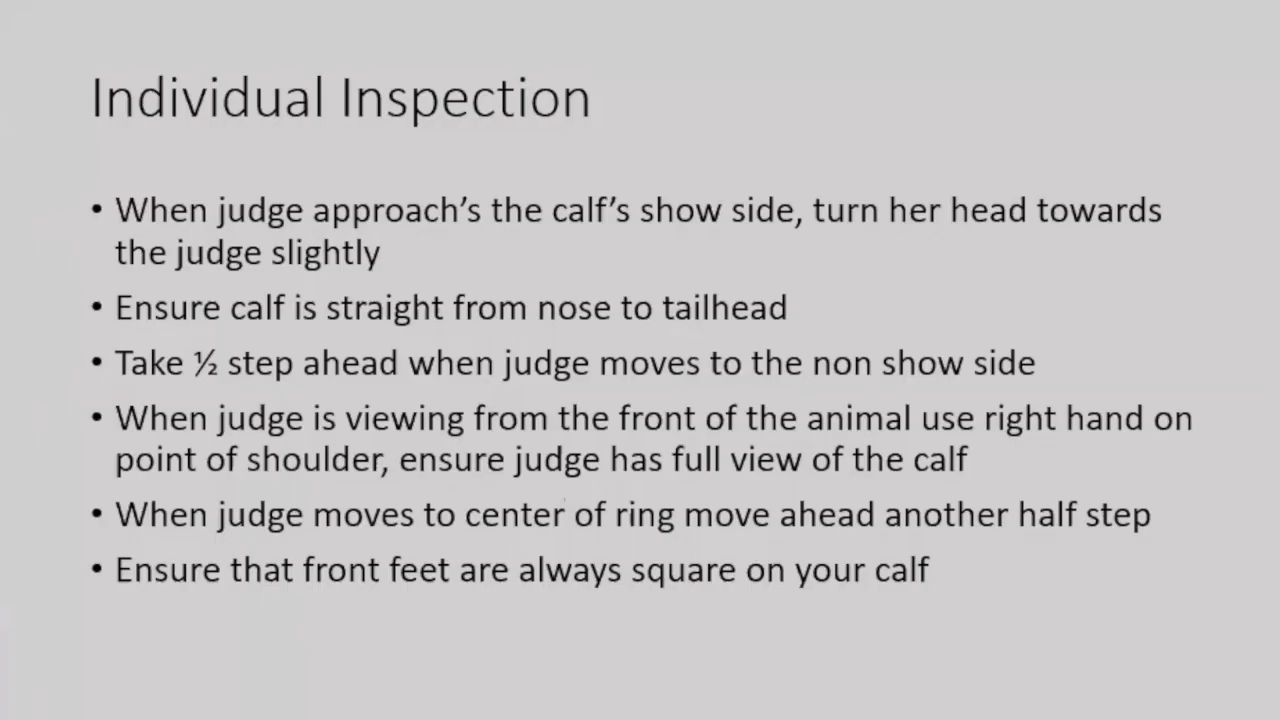 Individual Inspection
• When judge approach’s the calf’s show side, turn her head towards
the judge slightly
• Ensure calf is straight from nose to tailhead
• Take ½ step ahead when judge moves to the non show side
• When judge is viewing from the front of the animal use right hand on
point of shoulder, ensure judge has full view of the calf
• When judge moves to center of ring move ahead another half step
• Ensure that front feet are always square on your calf